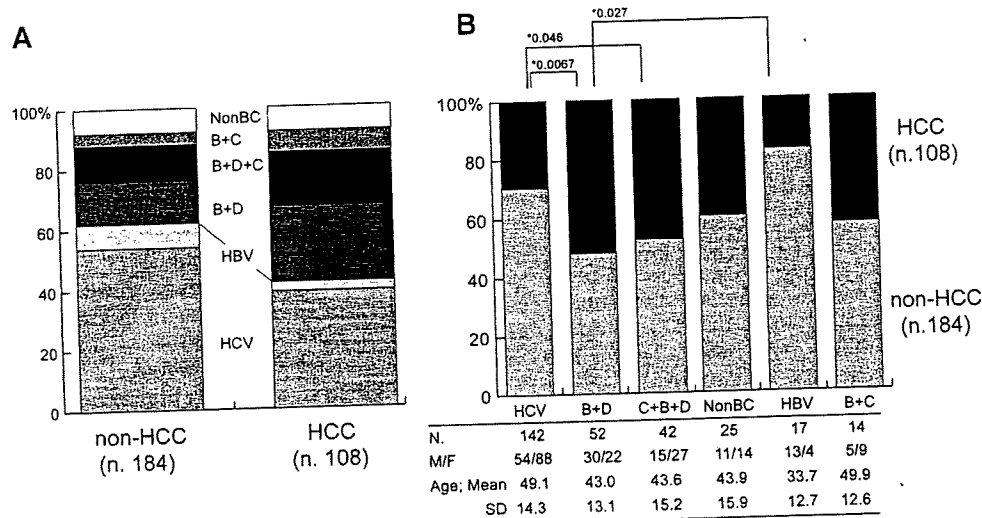 A
100%
80
60
40
20
0
NonBC
B+C
B+D+C
B+D
HBV
HCV
non-HCC
(n. 184)
HCC
(n. 108)
B
*0.027
*0.046
*0.0067
100%
80
60
40
20
0
HCC
(n.108)
non-HCC
(n.184)
HCV B+D C+B+D NonBC HBV B+C
N. 142 52 42 25 17 14
M/F 54/88 30/22 15/27 11/14 13/4 5/9
Age; Mean 49.1 43.0 43.6 43.9 33.7 49.9
SD 14.3 13.1 15.2 15.9 12.7 12.6